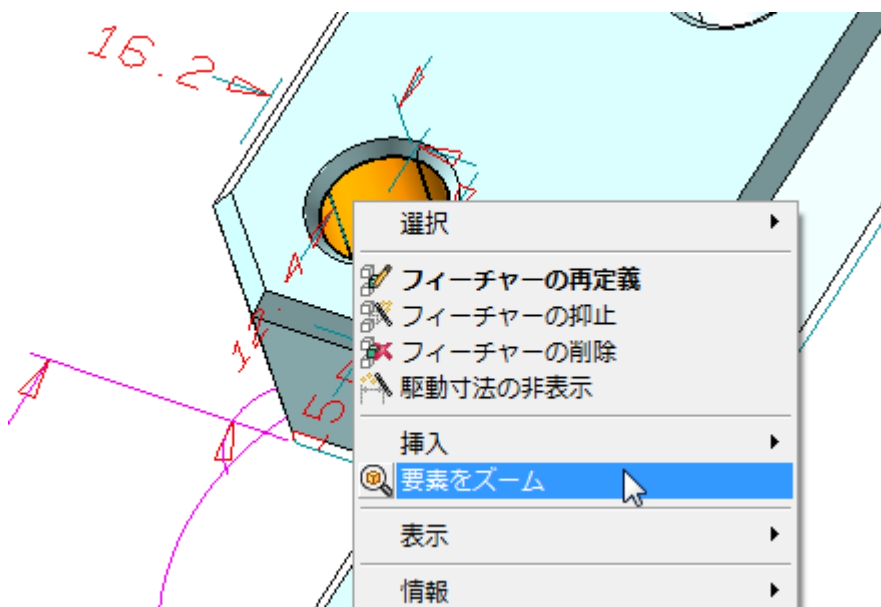 16.2
選択
フィーチャーの再定義
フィーチャーの抑止
フィーチャーの削除
駆動寸法の非表示
挿入
要素をズーム
表示
情報